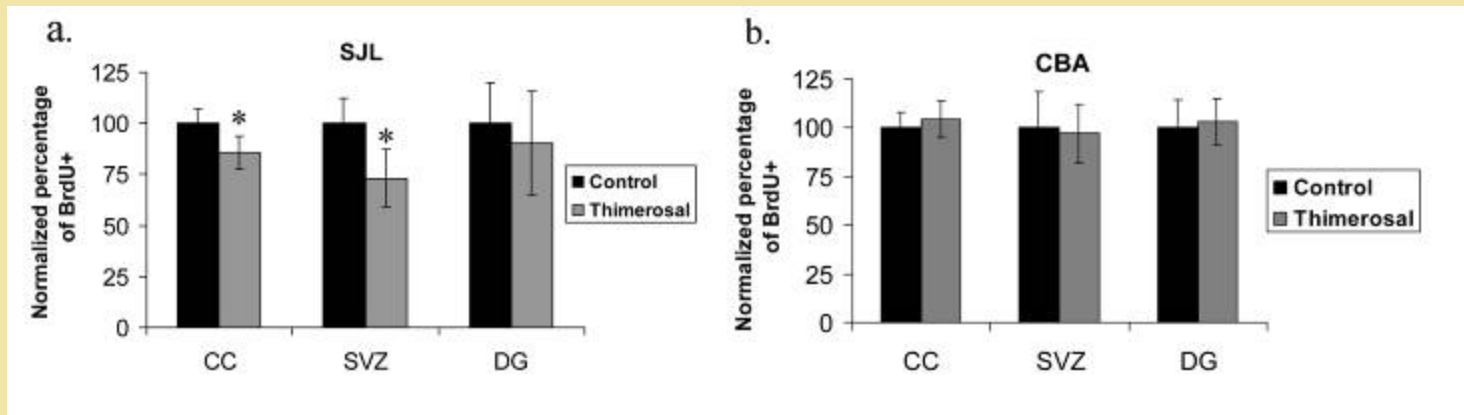 a.
SJL
Normalized percentage
of BrdU+
125
100
75
50
25
0
*
*
CC SVZ DG
Control
Thimerosal
b.
CBA
Normalized percentage
of BrdU+
125
100
75
50
25
0
CC SVZ DG
Control
Thimerosal